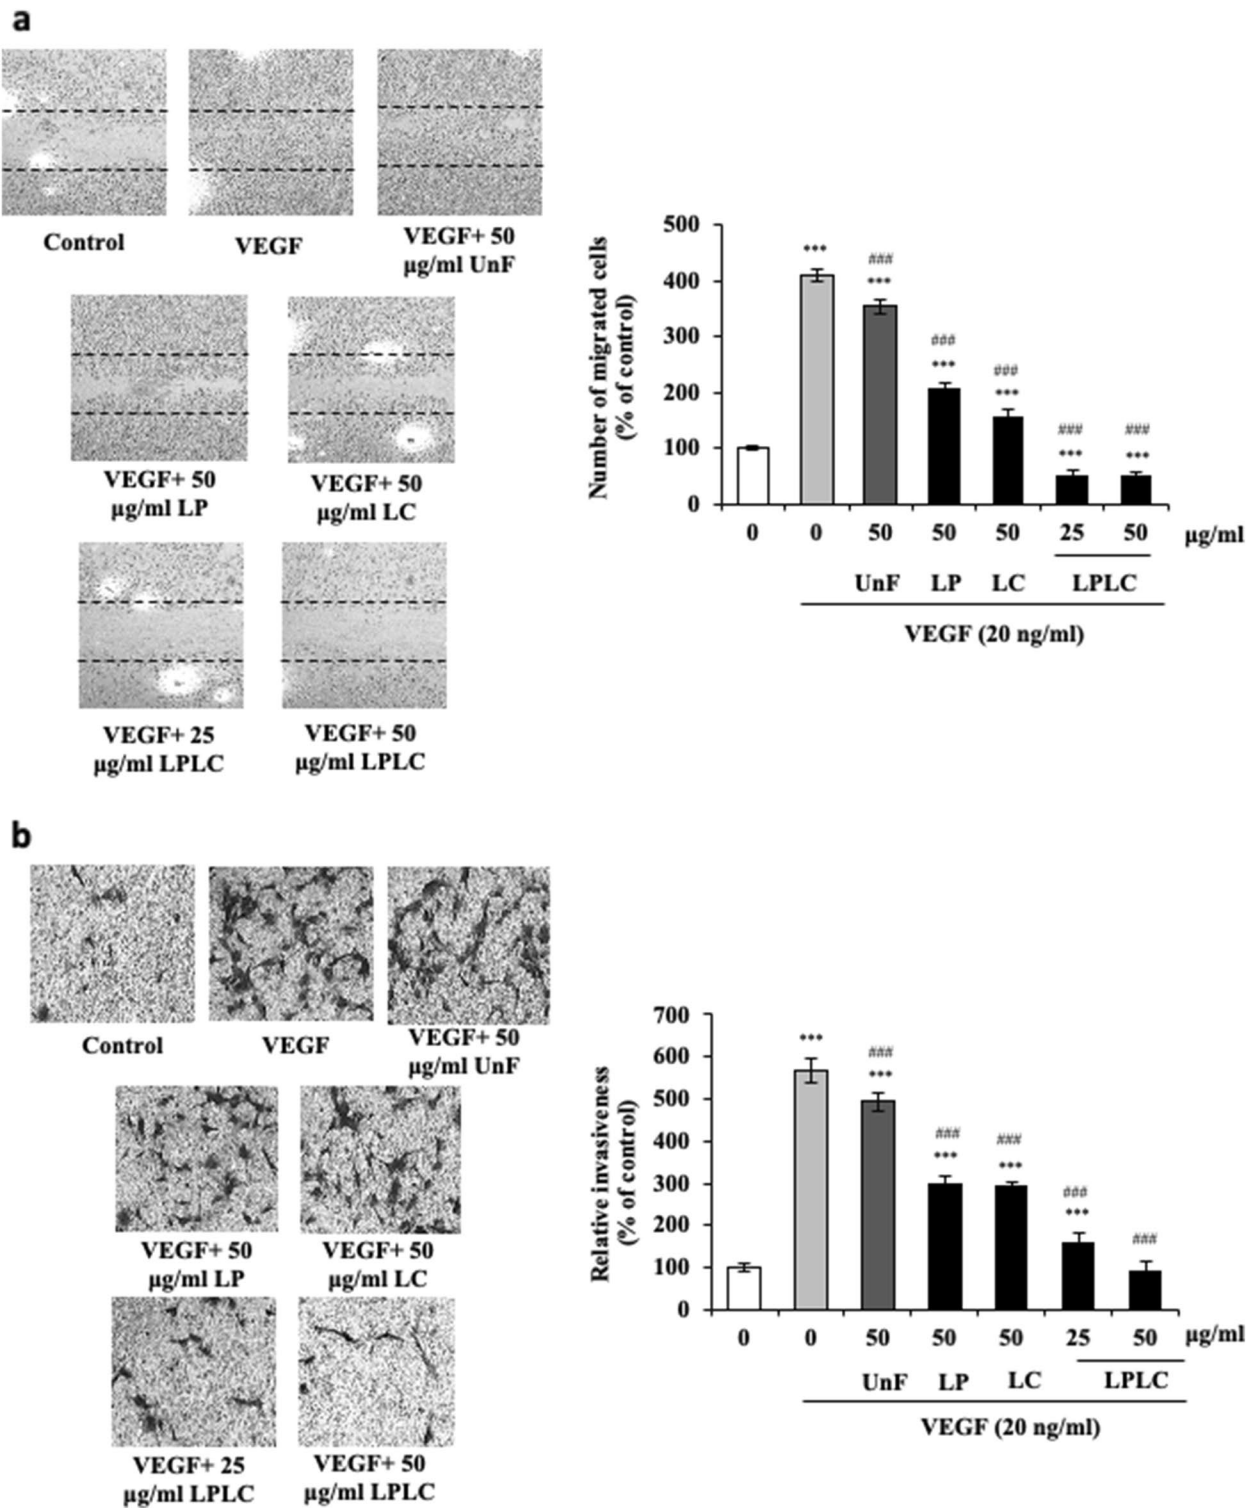 a
Control
VEGF
VEGF+ 50
µg/ml UnF
VEGF+ 50
µg/ml LP
VEGF+ 50
µg/ml LC
VEGF+ 25
µg/ml LPLC
VEGF+ 50
µg/ml LPLC
Number of migrated cells
(% of control)
500
400
300
200
100
0
***
###
***
###
***
###
***
###
***
###
***
0 0 50 50 50 25 50 µg/ml
UnF LP LC LPLC
VEGF (20 ng/ml)
b
Control
VEGF
VEGF+ 50
µg/ml UnF
VEGF+ 50
µg/ml LP
VEGF+ 50
µg/ml LC
VEGF+ 25
µg/ml LPLC
VEGF+ 50
µg/ml LPLC
Relative invasiveness
(% of control)
700
600
500
400
300
200
100
0
***
###
***
###
***
###
***
###
***
###
0 0 50 50 50 25 50 µg/ml
UnF LP LC LPLC
VEGF (20 ng/ml)